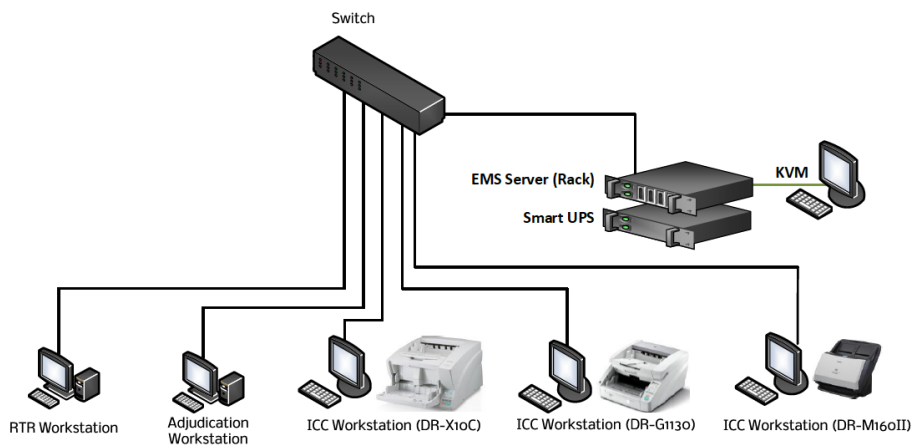 Switch
EMS Server (Rack)
KVM
Smart UPS
RTR Workstation
Adjudication
Workstation
ICC Workstation (DR-X10C)
ICC Workstation (DR-G1130)
ICC Workstation (DR-M160II)